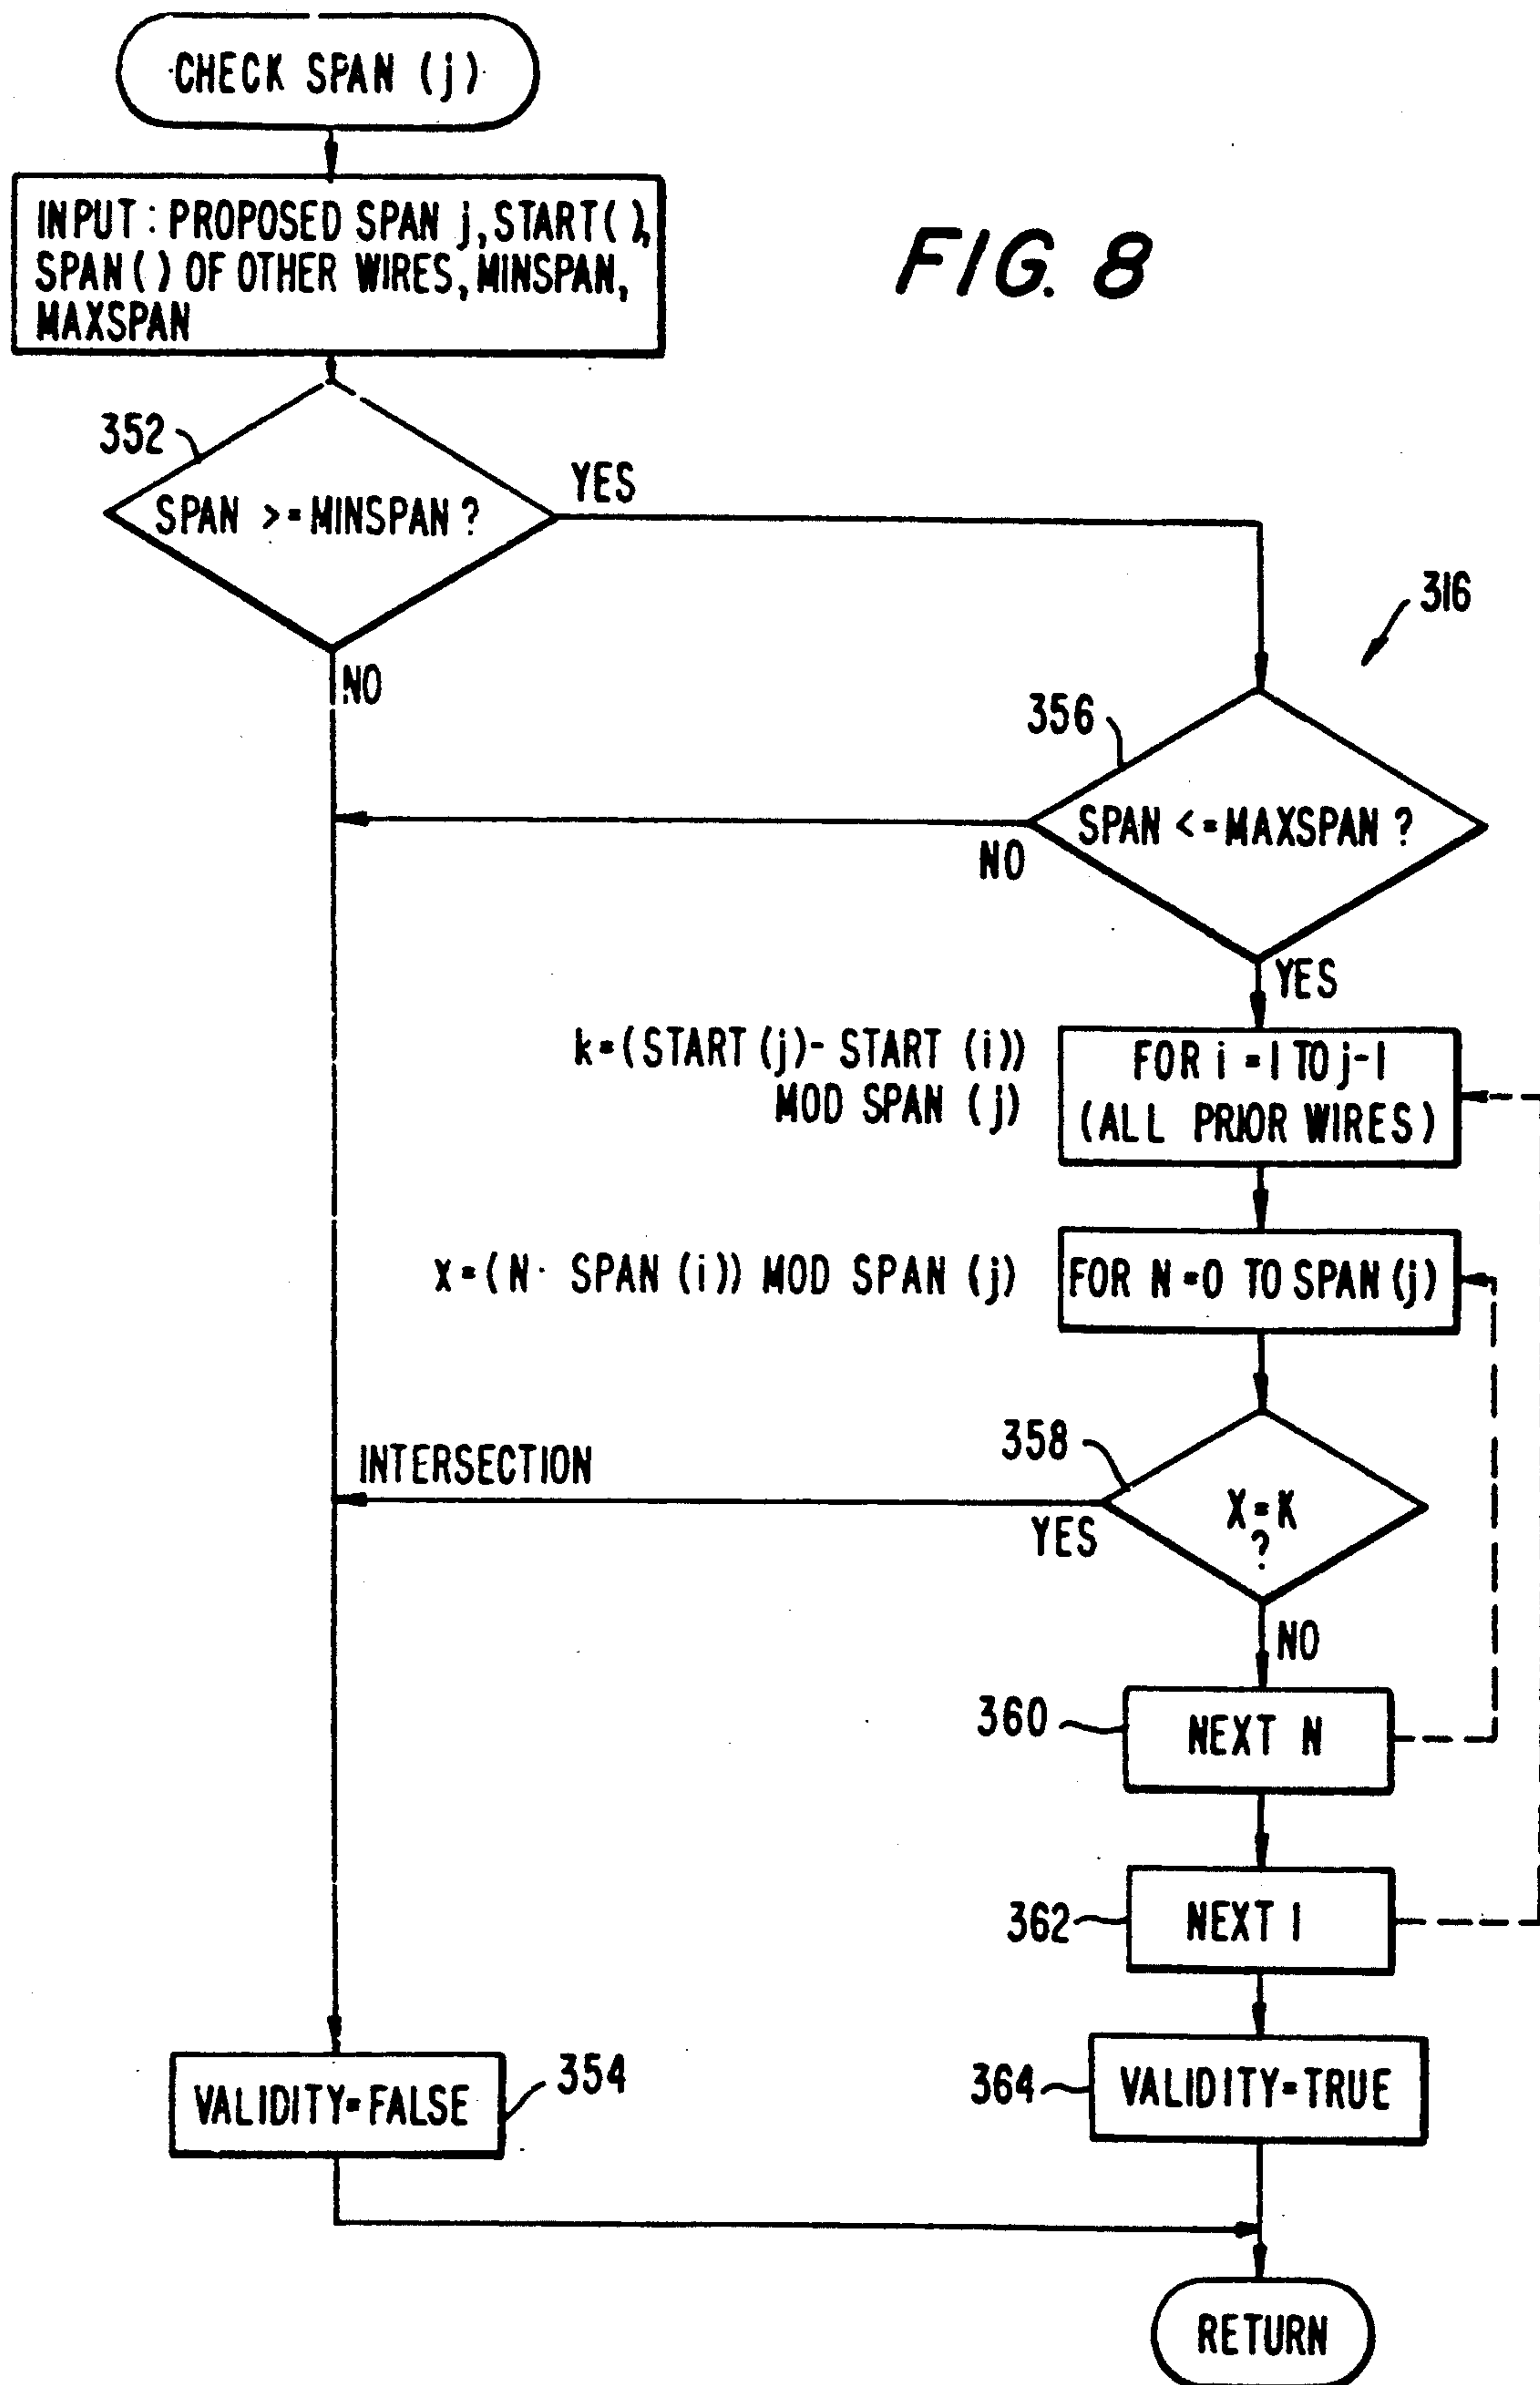 CHECK SPAN (j)
INPUT : PROPOSED SPAN j, START( ),
SPAN ( ) OF OTHER WIRES, MINSPAN,
MAXSPAN
FIG. 8
352
SPAN >= MINSPAN ?
YES
NO
316
356
SPAN <= MAXSPAN ?
NO
YES
k=(START (j)- START (i))
MOD SPAN (j)
FOR i = 1 TO j-1
(ALL PRIOR WIRES)
X=(N· SPAN (i)) MOD SPAN (j)
FOR N=0 TO SPAN (j)
358
INTERSECTION
X=K
?
YES
NO
360
NEXT N
362
NEXT I
VALIDITY=FALSE
354
364
VALIDITY=TRUE
RETURN